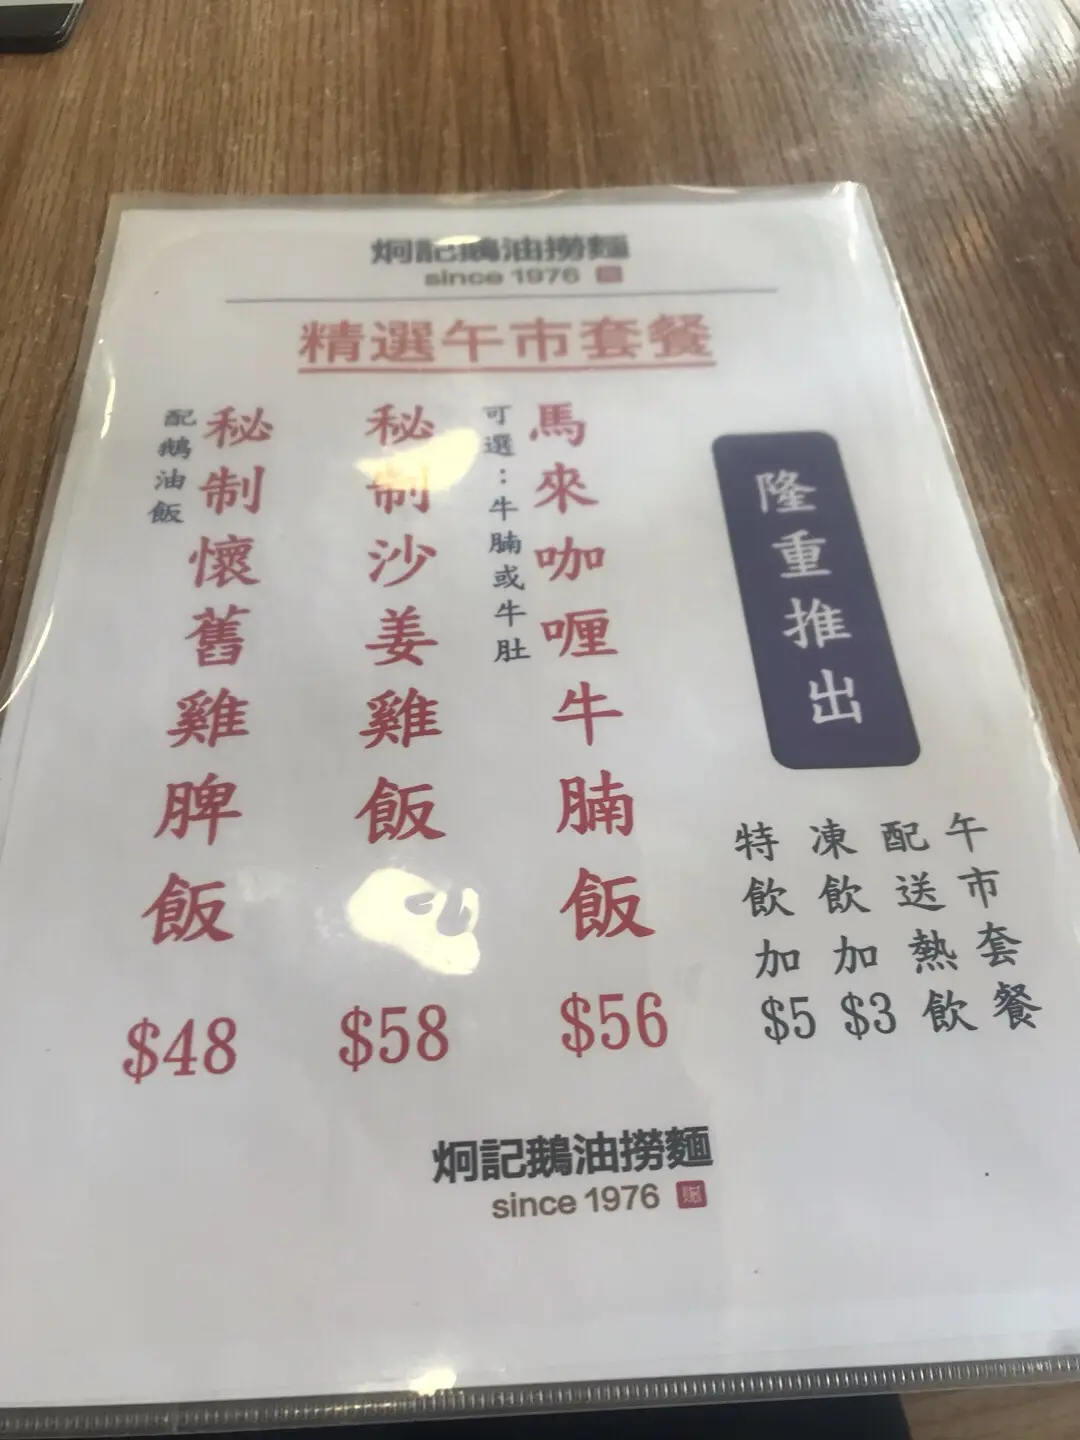 炯記鵝油撈麵
since 1976
精選午市套餐
隆重推出
午市套餐
配送熱飲
凍飲加$3
特飲加$5
馬來咖喱牛腩飯
可選：牛腩或牛肚
$56
秘制沙姜雞飯
$58
秘制懷舊雞脾飯
配鵝油飯
$48
炯記鵝油撈麵
since 1976